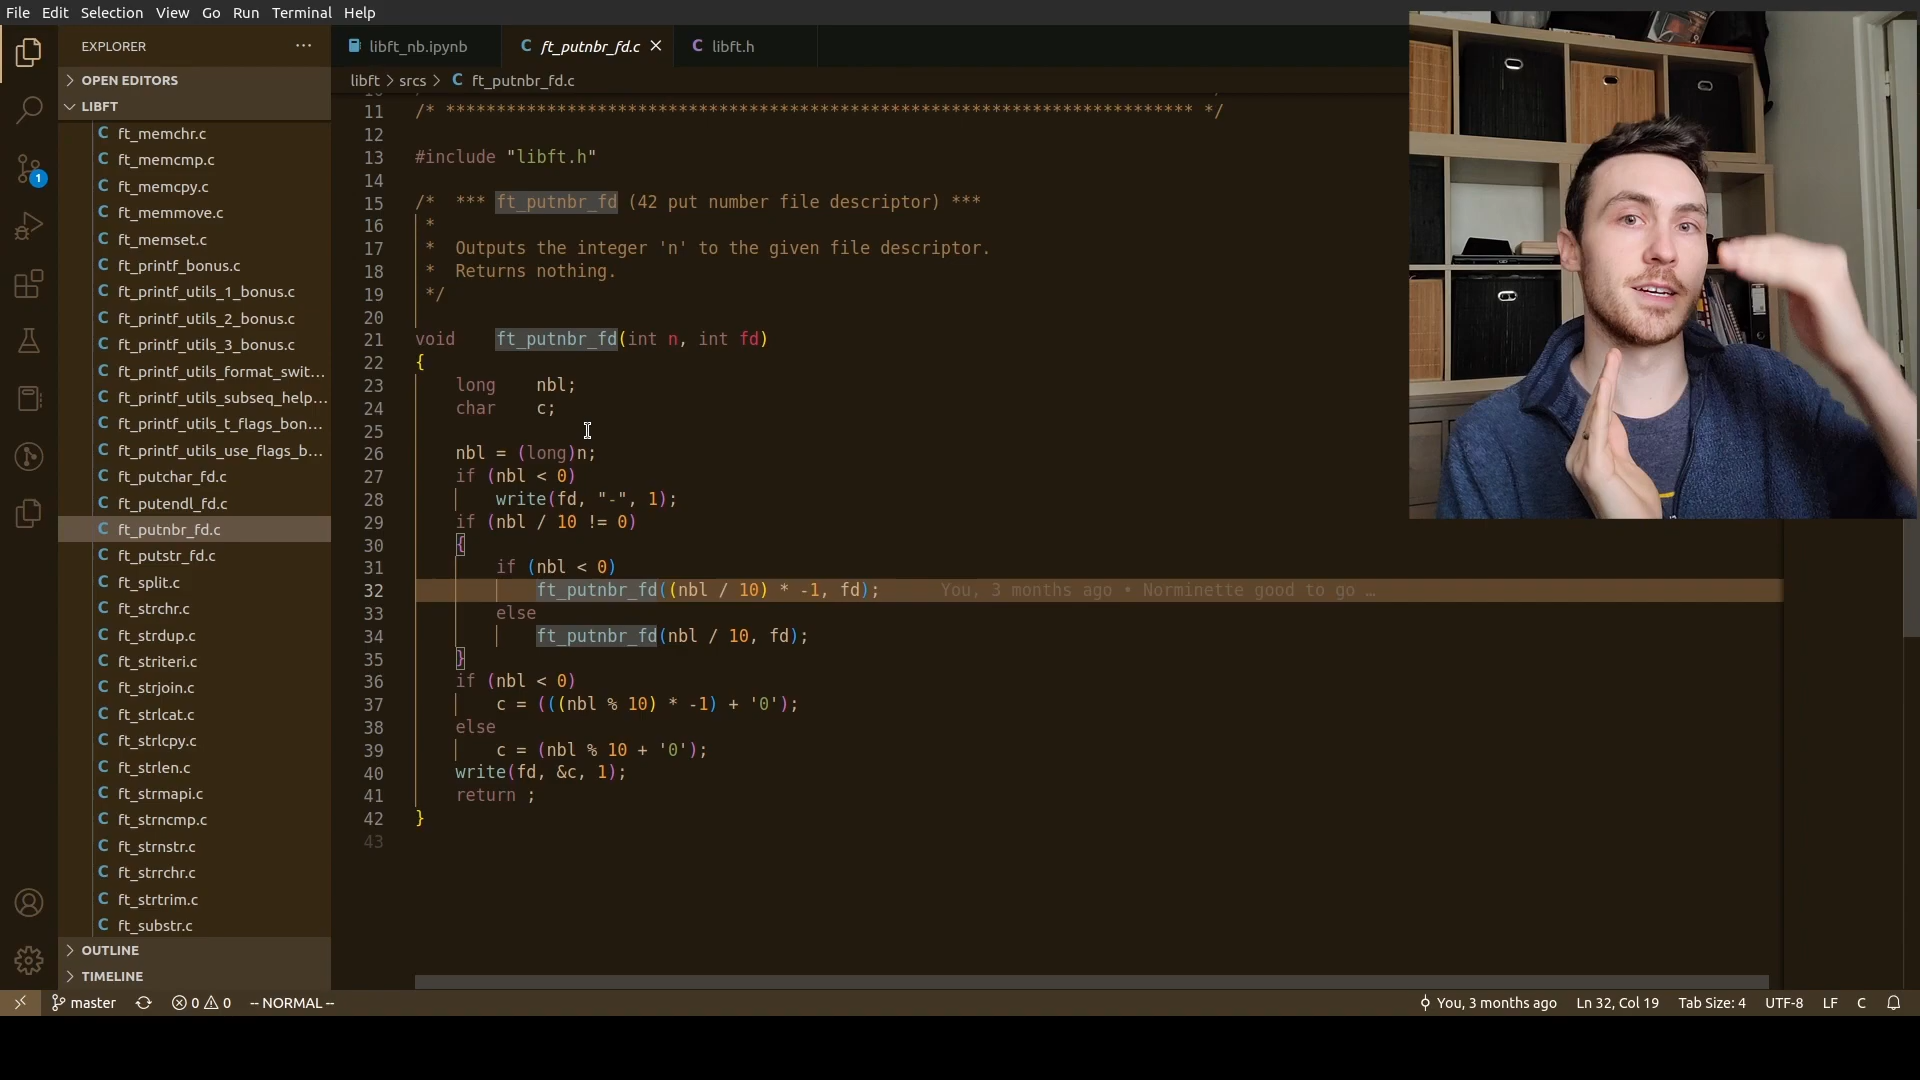 File Edit Selection View Go Run Terminal Help
EXPLORER ···
OPEN EDITORS
LIBFT
ft_memchr.c
ft_memcmp.c
ft_memcpy.c
ft_memmove.c
ft_memset.c
ft_printf_bonus.c
ft_printf_utils_1_bonus.c
ft_printf_utils_2_bonus.c
ft_printf_utils_3_bonus.c
ft_printf_utils_format_swit...
ft_printf_utils_subseq_help...
ft_printf_utils_t_flags_bon...
ft_printf_utils_use_flags_b...
ft_putchar_fd.c
ft_putendl_fd.c
ft_putnbr_fd.c
ft_putstr_fd.c
ft_split.c
ft_strchr.c
ft_strdup.c
ft_striteri.c
ft_strjoin.c
ft_strlcat.c
ft_strlcpy.c
ft_strlen.c
ft_strmapi.c
ft_strncmp.c
ft_strnstr.c
ft_strrchr.c
ft_strtrim.c
ft_substr.c
OUTLINE
TIMELINE
1
libft_nb.ipynb C ft_putnbr_fd.c C libft.h
libft > srcs > C ft_putnbr_fd.c
11 /* ************************************************************************** */
12
13 #include "libft.h"
14
15 /*  *** ft_putnbr_fd (42 put number file descriptor) ***
16  *
17  *  Outputs the integer 'n' to the given file descriptor.
18  *  Returns nothing.
19  */
20
21 void    ft_putnbr_fd(int n, int fd)
22 {
23     long    nbl;
24     char    c;
25
26     nbl = (long)n;
27     if (nbl < 0)
28         write(fd, "-", 1);
29     if (nbl / 10 != 0)
30     {
31         if (nbl < 0)
32             ft_putnbr_fd((nbl / 10) * -1, fd);      You, 3 months ago • Norminette good to go …
33         else
34             ft_putnbr_fd(nbl / 10, fd);
35     }
36     if (nbl < 0)
37         c = (((nbl % 10) * -1) + '0');
38     else
39         c = (nbl % 10 + '0');
40     write(fd, &c, 1);
41     return ;
42 }
43
master 0 0 -- NORMAL -- You, 3 months ago Ln 32, Col 19 Tab Size: 4 UTF-8 LF C